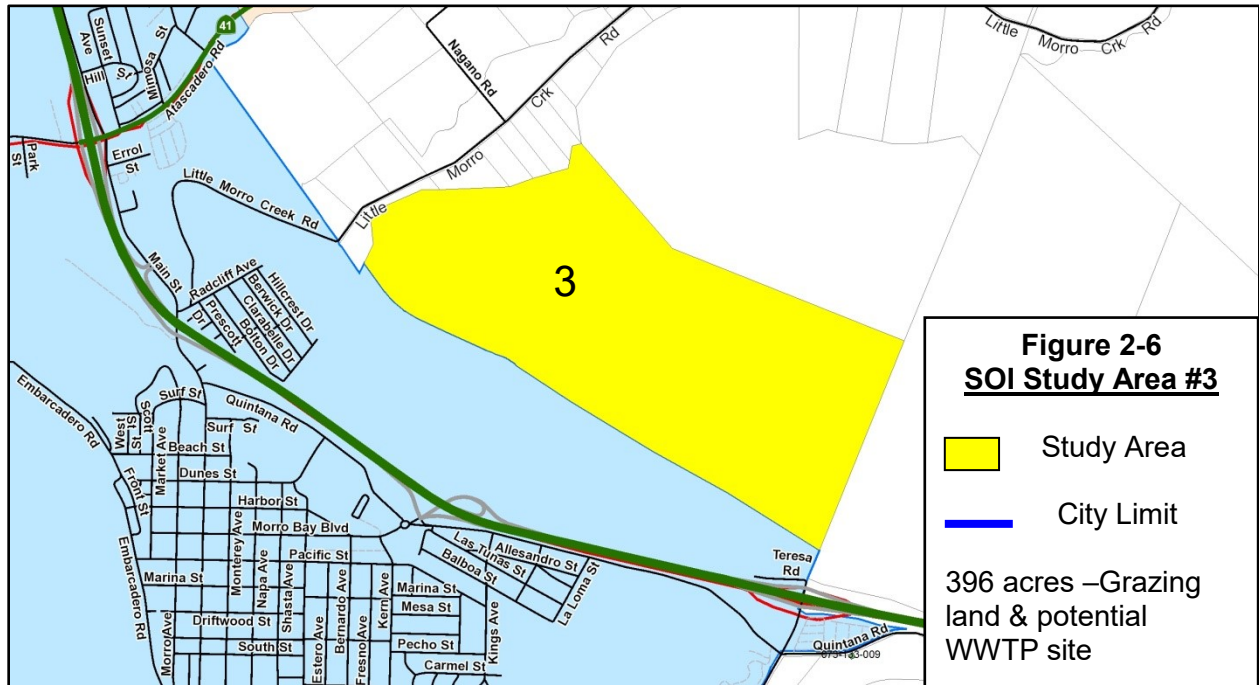 41
Sunset
Ave
Hill St
Mimosa
St
Atascadero Rd
Park
St
Errol
St
Nagano Rd
Little Morro Crk Rd
Little Morro Crk Rd
Little Morro Creek Rd
Main St
Radcliff Ave
Hillcrest Dr
Berwick Dr
Clarabelle Dr
Bolton Dr
Prescott
Dr
3
Embarcadero Rd
Surf St
Quintana Rd
Scott
St
West
St
Surf St
Market Ave
Beach St
Front St
Dunes St
Harbor St
Morro Bay Blvd
Pacific St
Embarcadero Rd
Monterey Ave
Napa Ave
Shasta Ave
Bernardo Ave
Estero Ave
Fresno Ave
Kern Ave
Kings Ave
Morro Ave
Marina St
Marina St
Mesa St
Driftwood St
South St
Pecho St
Carmel St
Las Tunas St
Allesandro St
Balboa St
La Loma St
Teresa
Rd
Quintana Rd
Figure 2-6
SOI Study Area #3
Study Area
City Limit
396 acres –Grazing
land & potential
WWTP site